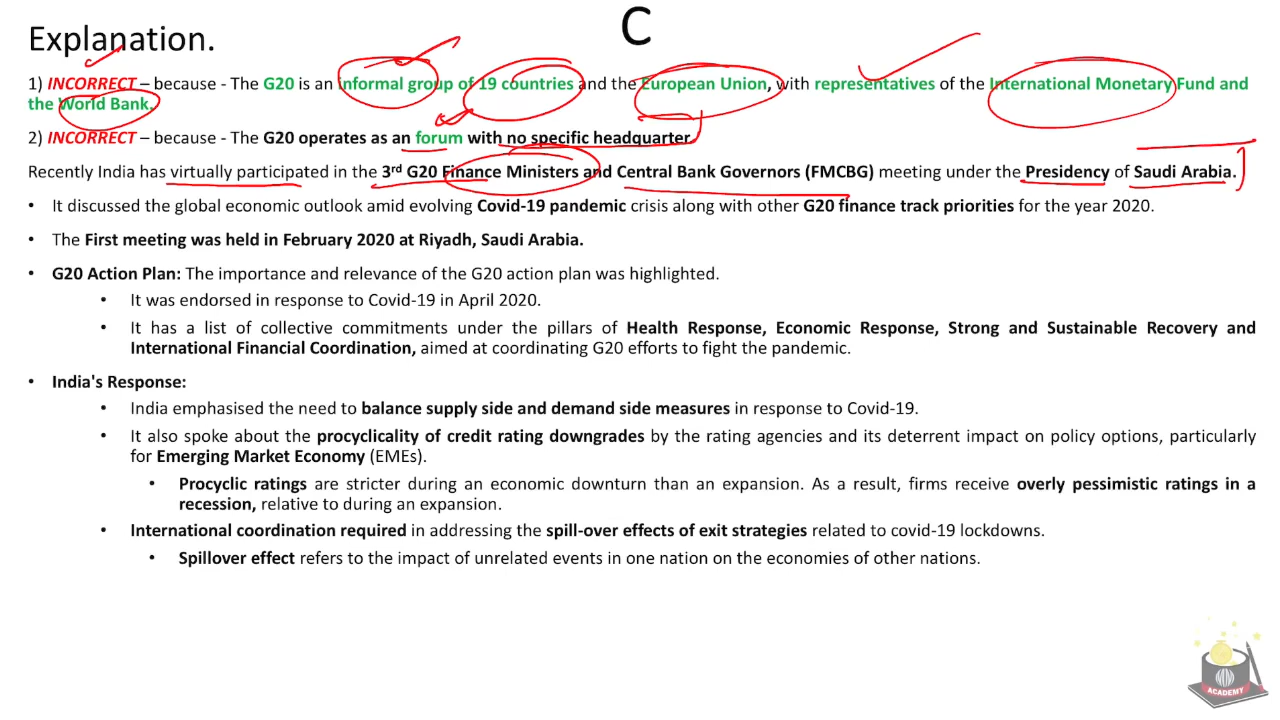 C
Explanation.
1) INCORRECT – because - The G20 is an informal group of 19 countries and the European Union, with representatives of the International Monetary Fund and
the World Bank.
2) INCORRECT – because - The G20 operates as an forum with no specific headquarter.
Recently India has virtually participated in the 3rd G20 Finance Ministers and Central Bank Governors (FMCBG) meeting under the Presidency of Saudi Arabia.
• It discussed the global economic outlook amid evolving Covid-19 pandemic crisis along with other G20 finance track priorities for the year 2020.
• The First meeting was held in February 2020 at Riyadh, Saudi Arabia.
• G20 Action Plan: The importance and relevance of the G20 action plan was highlighted.
• It was endorsed in response to Covid-19 in April 2020.
• It has a list of collective commitments under the pillars of Health Response, Economic Response, Strong and Sustainable Recovery and
International Financial Coordination, aimed at coordinating G20 efforts to fight the pandemic.
• India's Response:
• India emphasised the need to balance supply side and demand side measures in response to Covid-19.
• It also spoke about the procyclicality of credit rating downgrades by the rating agencies and its deterrent impact on policy options, particularly
for Emerging Market Economy (EMEs).
• Procyclic ratings are stricter during an economic downturn than an expansion. As a result, firms receive overly pessimistic ratings in a
recession, relative to during an expansion.
• International coordination required in addressing the spill-over effects of exit strategies related to covid-19 lockdowns.
• Spillover effect refers to the impact of unrelated events in one nation on the economies of other nations.
ACADEMY